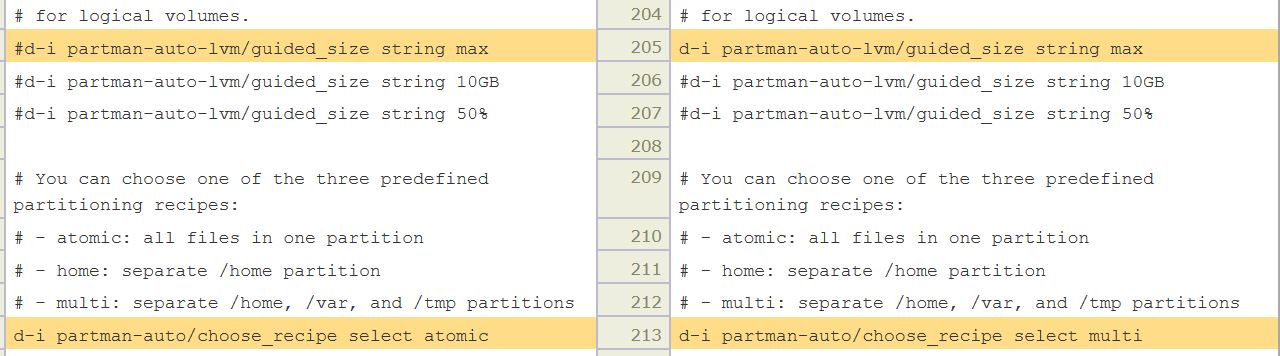 # for logical volumes.
#d-i partman-auto-lvm/guided_size string max
#d-i partman-auto-lvm/guided_size string 10GB
#d-i partman-auto-lvm/guided_size string 50%
# You can choose one of the three predefined
partitioning recipes:
# - atomic: all files in one partition
# - home: separate /home partition
# - multi: separate /home, /var, and /tmp partitions
d-i partman-auto/choose_recipe select atomic
204 # for logical volumes.
205 d-i partman-auto-lvm/guided_size string max
206 #d-i partman-auto-lvm/guided_size string 10GB
207 #d-i partman-auto-lvm/guided_size string 50%
208
209 # You can choose one of the three predefined
partitioning recipes:
210 # - atomic: all files in one partition
211 # - home: separate /home partition
212 # - multi: separate /home, /var, and /tmp partitions
213 d-i partman-auto/choose_recipe select multi